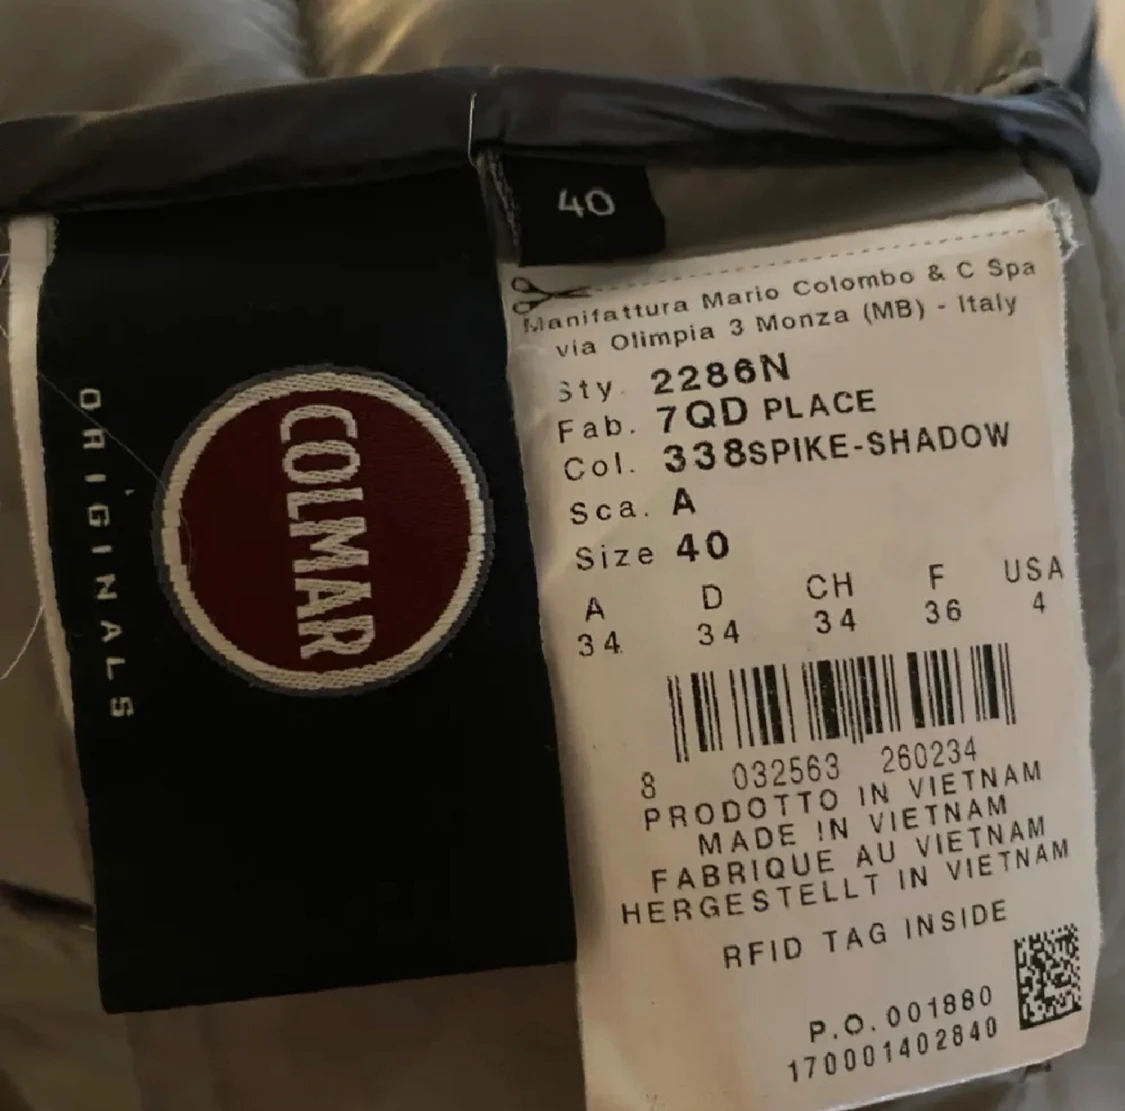 40
COLMAR
ORIGINALS
Manifattura Mario Colombo & C Spa
via Olimpia 3 Monza (MB) - Italy
Sty. 2286N
Fab. 7QD PLACE
Col. 338SPIKE-SHADOW
Sca. A
Size 40
A D CH F USA
34 34 34 36 4
8 032563 260234
PRODOTTO IN VIETNAM
MADE IN VIETNAM
FABRIQUE AU VIETNAM
HERGESTELLT IN VIETNAM
RFID TAG INSIDE
P.O. 001880
170001402840